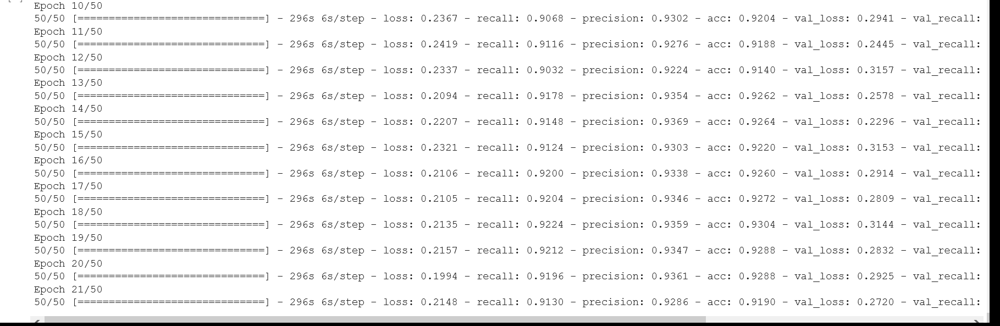 Epoch 10/50
50/50 [==============================] - 296s 6s/step - loss: 0.2367 - recall: 0.9068 - precision: 0.9302 - acc: 0.9204 - val_loss: 0.2941 - val_recall:
Epoch 11/50
50/50 [==============================] - 296s 6s/step - loss: 0.2419 - recall: 0.9116 - precision: 0.9276 - acc: 0.9188 - val_loss: 0.2445 - val_recall:
Epoch 12/50
50/50 [==============================] - 296s 6s/step - loss: 0.2337 - recall: 0.9032 - precision: 0.9224 - acc: 0.9140 - val_loss: 0.3157 - val_recall:
Epoch 13/50
50/50 [==============================] - 296s 6s/step - loss: 0.2094 - recall: 0.9178 - precision: 0.9354 - acc: 0.9262 - val_loss: 0.2578 - val_recall:
Epoch 14/50
50/50 [==============================] - 296s 6s/step - loss: 0.2207 - recall: 0.9148 - precision: 0.9369 - acc: 0.9264 - val_loss: 0.2296 - val_recall:
Epoch 15/50
50/50 [==============================] - 296s 6s/step - loss: 0.2321 - recall: 0.9124 - precision: 0.9303 - acc: 0.9220 - val_loss: 0.3153 - val_recall:
Epoch 16/50
50/50 [==============================] - 296s 6s/step - loss: 0.2106 - recall: 0.9200 - precision: 0.9338 - acc: 0.9260 - val_loss: 0.2914 - val_recall:
Epoch 17/50
50/50 [==============================] - 296s 6s/step - loss: 0.2105 - recall: 0.9204 - precision: 0.9346 - acc: 0.9272 - val_loss: 0.2809 - val_recall:
Epoch 18/50
50/50 [==============================] - 296s 6s/step - loss: 0.2135 - recall: 0.9224 - precision: 0.9359 - acc: 0.9304 - val_loss: 0.3144 - val_recall:
Epoch 19/50
50/50 [==============================] - 296s 6s/step - loss: 0.2157 - recall: 0.9212 - precision: 0.9347 - acc: 0.9288 - val_loss: 0.2832 - val_recall:
Epoch 20/50
50/50 [==============================] - 296s 6s/step - loss: 0.1994 - recall: 0.9196 - precision: 0.9361 - acc: 0.9288 - val_loss: 0.2925 - val_recall:
Epoch 21/50
50/50 [==============================] - 296s 6s/step - loss: 0.2148 - recall: 0.9130 - precision: 0.9286 - acc: 0.9190 - val_loss: 0.2720 - val_recall: